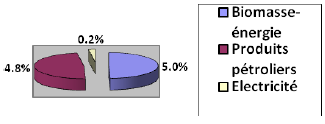 0.2%
4.8%
5.0%
Biomasse-
énergie
Produits
pétroliers
Electricité